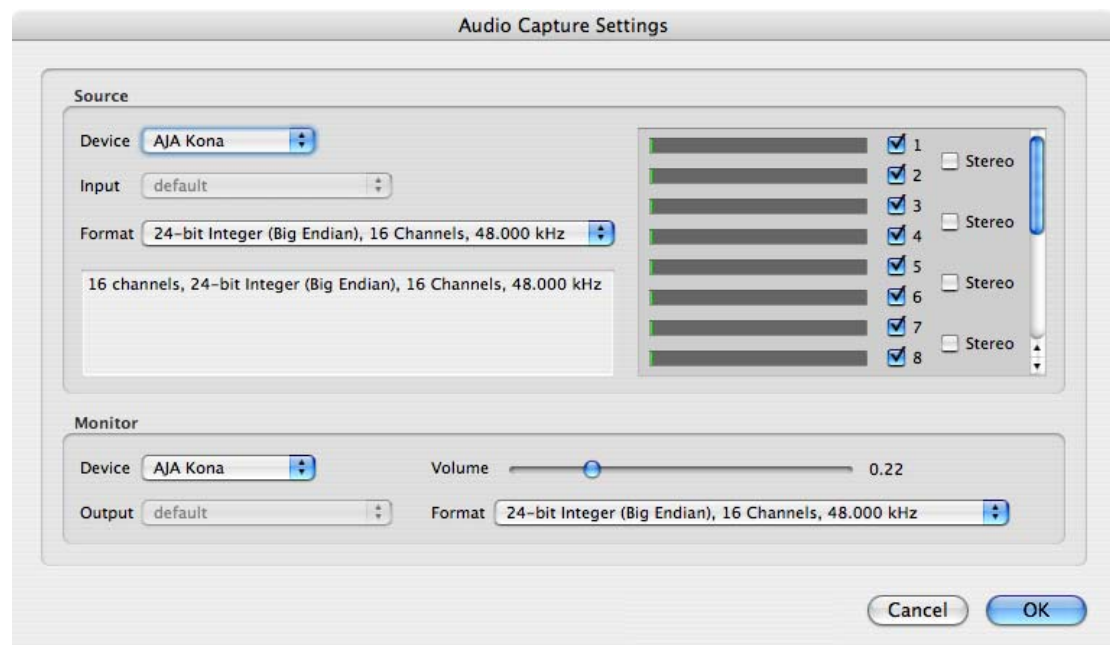 Audio Capture Settings
Source
Device AJA Kona
Input default
Format 24-bit Integer (Big Endian), 16 Channels, 48.000 kHz
16 channels, 24-bit Integer (Big Endian), 16 Channels, 48.000 kHz
1
2
Stereo
3
4
Stereo
5
6
Stereo
7
8
Stereo
Monitor
Device AJA Kona
Volume 0.22
Output default
Format 24-bit Integer (Big Endian), 16 Channels, 48.000 kHz
Cancel
OK